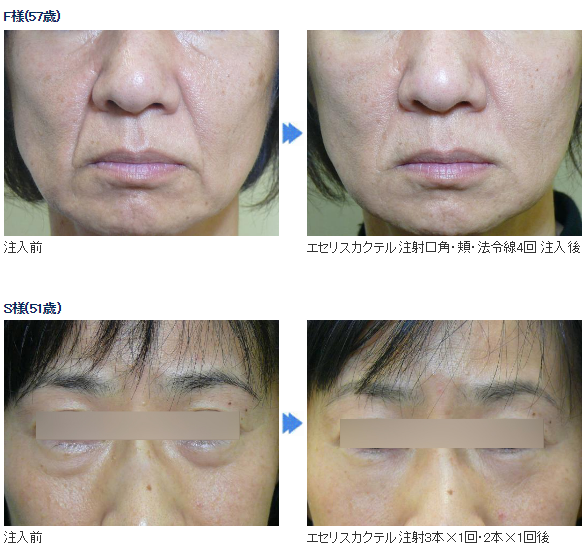 F様(57歳)
注入前
エセリスカクテル 注射口角・頬・法令線4回 注入後
S様(51歳)
注入前
エセリスカクテル 注射3本×1回・2本×1回後